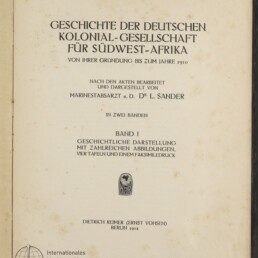 GESCHICHTE DER DEUTSCHEN
KOLONIAL-GESELLSCHAFT
FÜR SÜDWEST-AFRIKA
VON IHRER GRÜNDUNG BIS ZUM JAHRE 1910
NACH DEN AKTEN BEARBEITET
UND DARGESTELLT VON
MARINESTABSARZT a. D. Dr L. SANDER
IN ZWEI BÄNDEN
BAND I
GESCHICHTLICHE DARSTELLUNG
MIT ZAHLREICHEN ABBILDUNGEN,
VIER TAFELN UND EINEM FAKSIMILEDRUCK
DIETRICH REIMER (ERNST VOHSEN)
BERLIN
Internationales